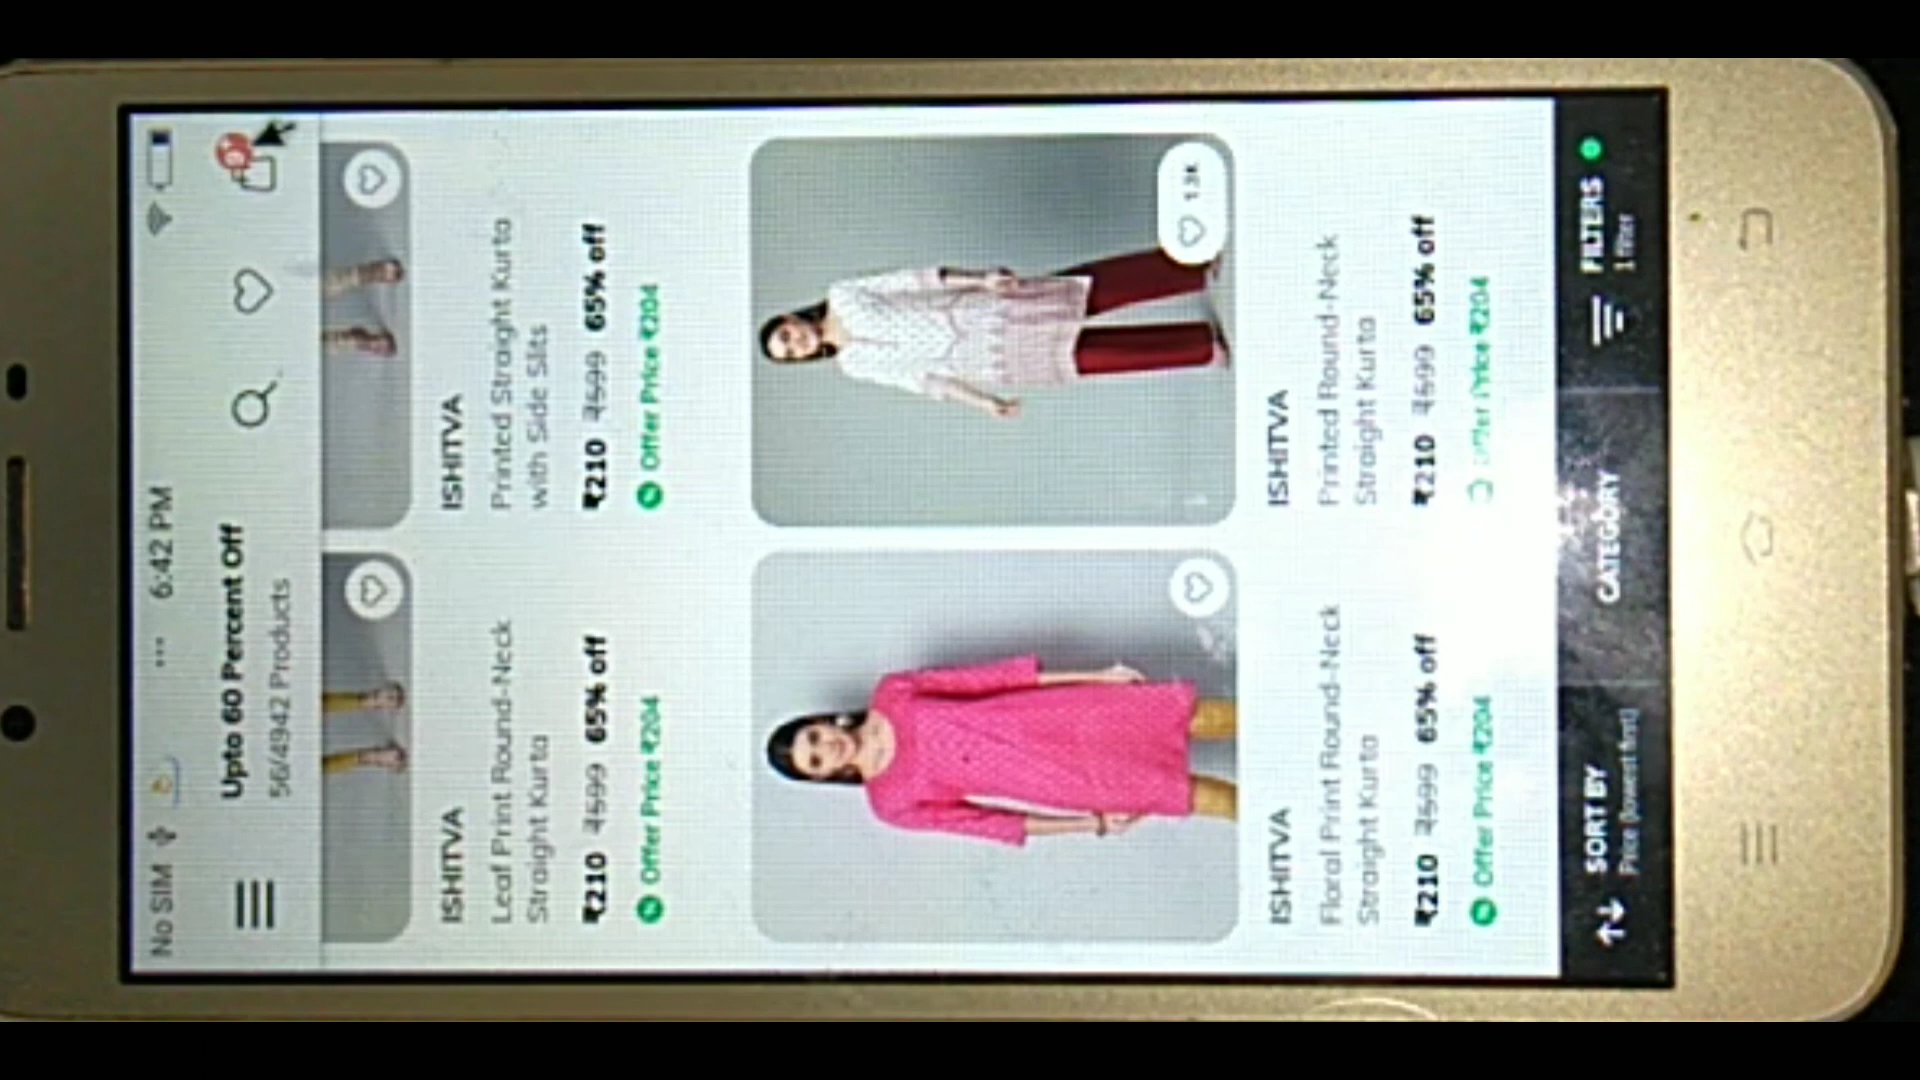 No SIM
... 6:42 PM
Upto 60 Percent Off
56/4942 Products
9+
ISHITVA
Leaf Print Round-Neck
Straight Kurta
₹210 ₹599 65% off
Offer Price ₹204
ISHITVA
Printed Straight Kurta
with Side Slits
₹210 ₹599 65% off
Offer Price ₹204
1.3K
ISHITVA
Floral Print Round-Neck
Straight Kurta
₹210 ₹599 65% off
Offer Price ₹204
ISHITVA
Printed Round-Neck
Straight Kurta
₹210 ₹599 65% off
Offer Price ₹204
SORT BY
Price (lowest first)
CATEGORY
FILTERS
1 filter